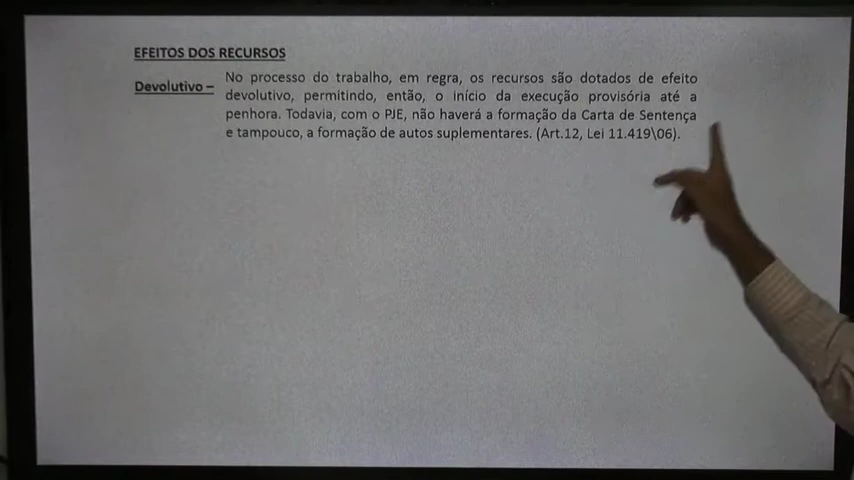 EFEITOS DOS RECURSOS
Devolutivo – No processo do trabalho, em regra, os recursos são dotados de efeito
devolutivo, permitindo, então, o início da execução provisória até a
penhora. Todavia, com o PJE, não haverá a formação da Carta de Sentença
e tampouco, a formação de autos suplementares. (Art.12, Lei 11.419\06).